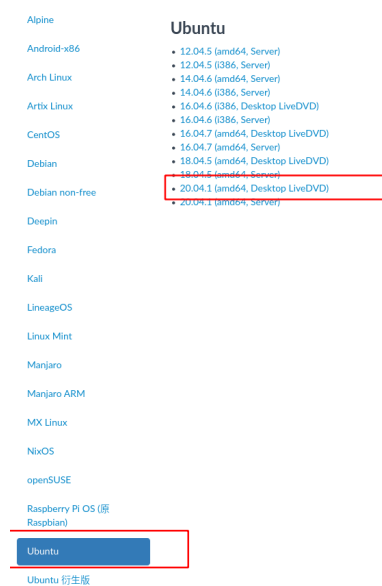 Alpine
Android-x86
Arch Linux
Artix Linux
CentOS
Debian
Debian non-free
Deepin
Fedora
Kali
LineageOS
Linux Mint
Manjaro
Manjaro ARM
MX Linux
NixOS
openSUSE
Raspberry Pi OS (原
Raspbian)
Ubuntu
Ubuntu 衍生版
Ubuntu
12.04.5 (amd64, Server)
12.04.5 (i386, Server)
14.04.6 (amd64, Server)
14.04.6 (i386, Server)
16.04.6 (i386, Desktop LiveDVD)
16.04.6 (i386, Server)
16.04.7 (amd64, Desktop LiveDVD)
16.04.7 (amd64, Server)
18.04.5 (amd64, Desktop LiveDVD)
18.04.5 (amd64, Server)
20.04.1 (amd64, Desktop LiveDVD)
20.04.1 (amd64, Server)